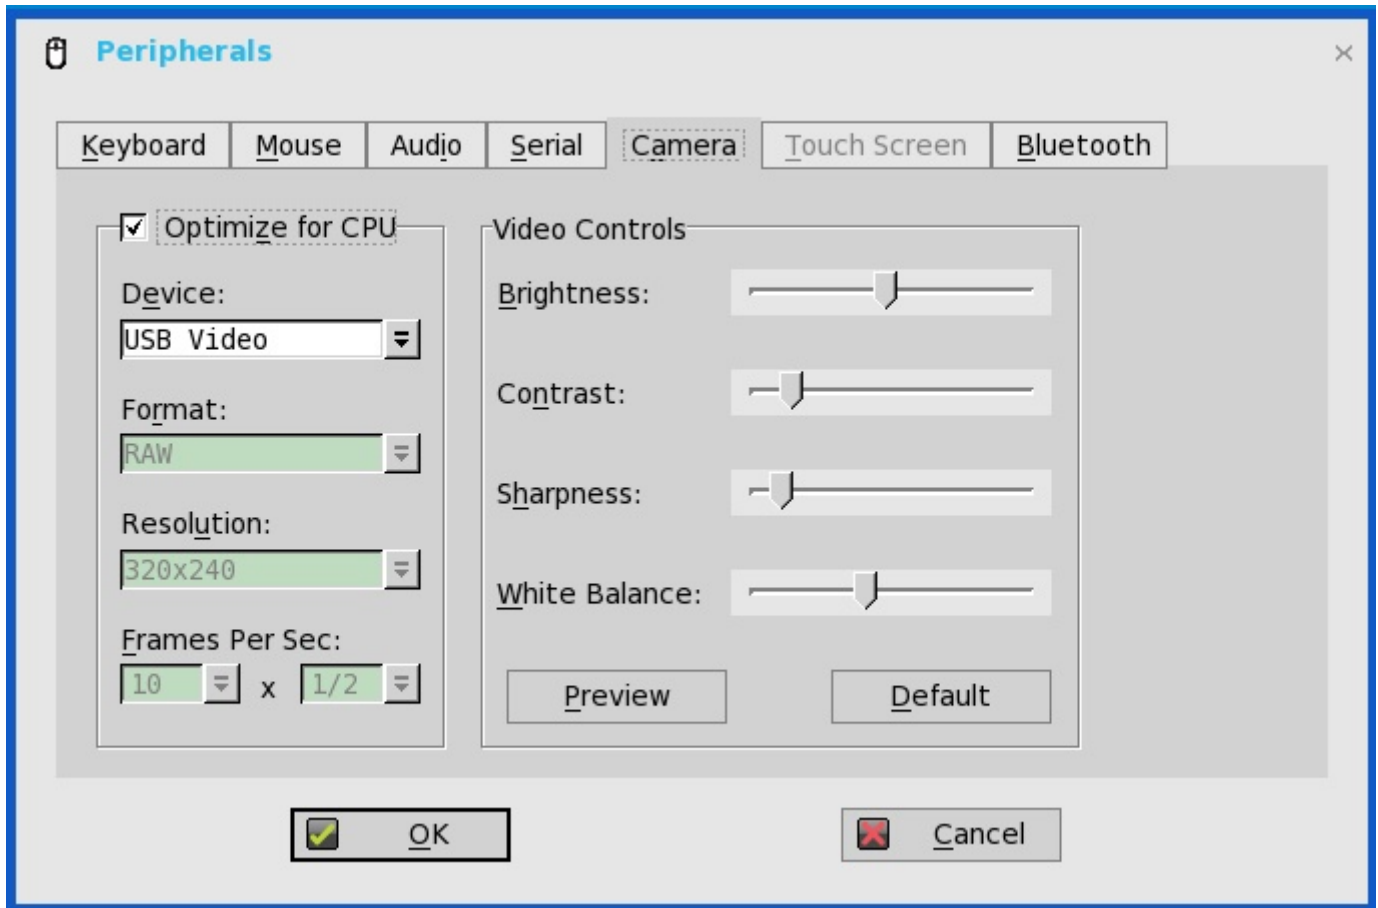 Peripherals
Keyboard Mouse Audio Serial Camera Touch Screen Bluetooth
Optimize for CPU
Device:
USB Video
Format:
RAW
Resolution:
320x240
Frames Per Sec:
10 x 1/2
Video Controls
Brightness:
Contrast:
Sharpness:
White Balance:
Preview Default
OK Cancel